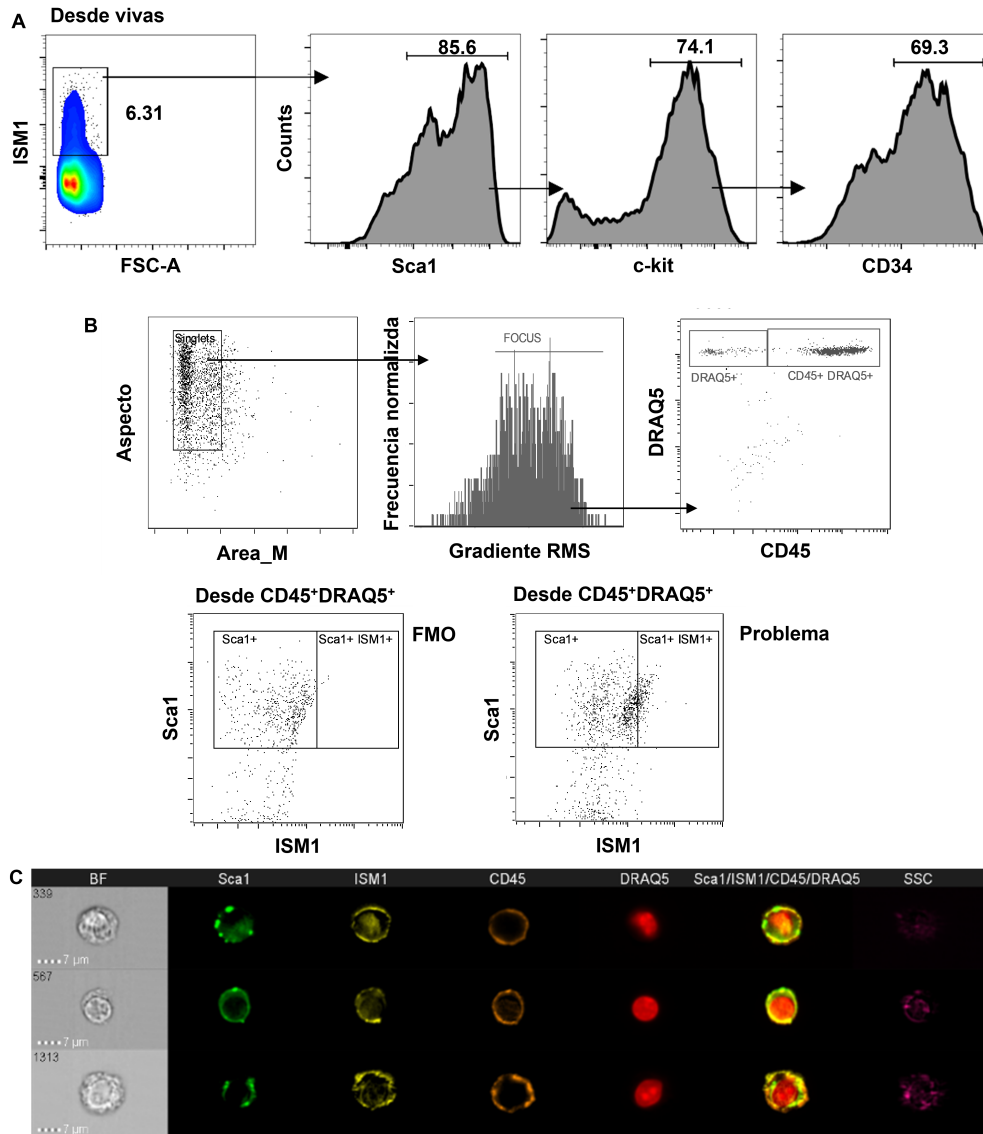 A
Desde vivas
ISM1
6.31
FSC-A
Counts
85.6
Sca1
74.1
c-kit
69.3
CD34
B
Aspecto
Singlets
Area_M
Frecuencia normalizda
FOCUS
Gradiente RMS
DRAQ5
DRAQ5+
CD45+ DRAQ5+
CD45
Desde CD45⁺DRAQ5⁺
Sca1+
Sca1+ ISM1+
FMO
Sca1
ISM1
Desde CD45⁺DRAQ5⁺
Sca1+
Sca1+ ISM1+
Problema
Sca1
ISM1
C
BF Sca1 ISM1 CD45 DRAQ5 Sca1/ISM1/CD45/DRAQ5 SSC
339
7 µm
567
7 µm
1313
7 µm